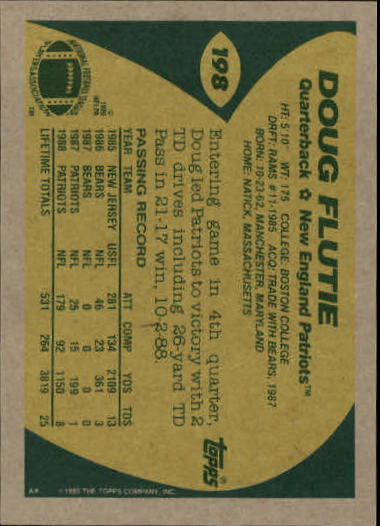 198
DOUG FLUTIE
Quarterback ☆ New England Patriots™
HT: 5'10" WT: 175 COLLEGE: BOSTON COLLEGE
DRFT: RAMS #11-1985 ACQ: TRADE WITH BEARS, 1987
BORN: 10-23-62, MANCHESTER, MARYLAND
HOME: NATICK, MASSACHUSETTS
Entering game in 4th quarter,
Doug led Patriots to victory with 2
TD drives including 26-yard TD
Pass in 21-17 win, 10-2-88.
topps
PASSING RECORD
YEAR TEAM ATT COMP YDS TDS
1985 NEW JERSEY USFL 281 134 2109 13
1986 BEARS NFL 46 23 361 3
1987 BEARS NFL 0 0 0 0
1987 PATRIOTS NFL 25 15 199 1
1988 PATRIOTS NFL 179 92 1150 8
LIFETIME TOTALS 531 264 3819 25
© 1989 THE TOPPS COMPANY, INC.